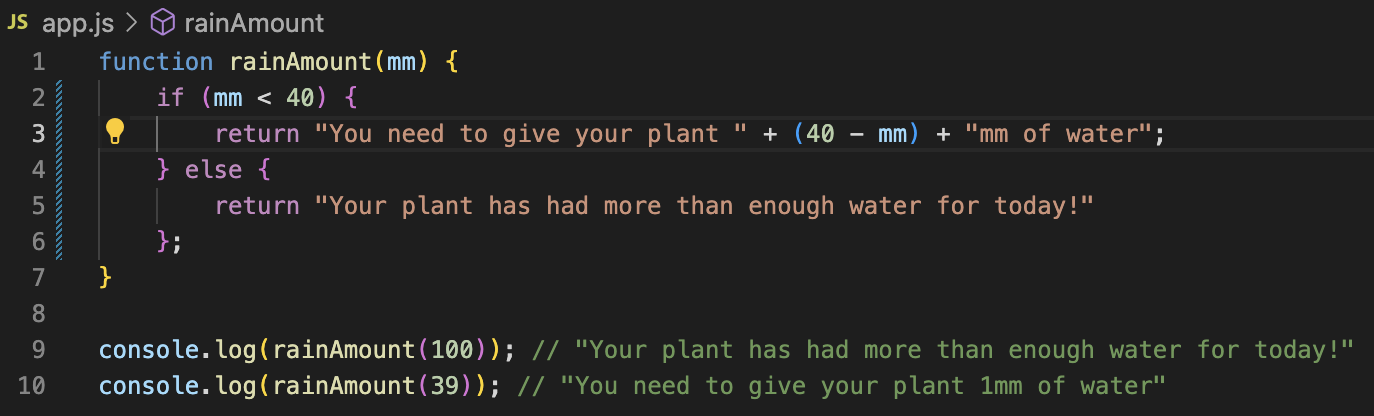 JS app.js > rainAmount
1 function rainAmount(mm) {
2 if (mm < 40) {
3 return "You need to give your plant " + (40 - mm) + "mm of water";
4 } else {
5 return "Your plant has had more than enough water for today!"
6 };
7 }
8
9 console.log(rainAmount(100)); // "Your plant has had more than enough water for today!"
10 console.log(rainAmount(39)); // "You need to give your plant 1mm of water"